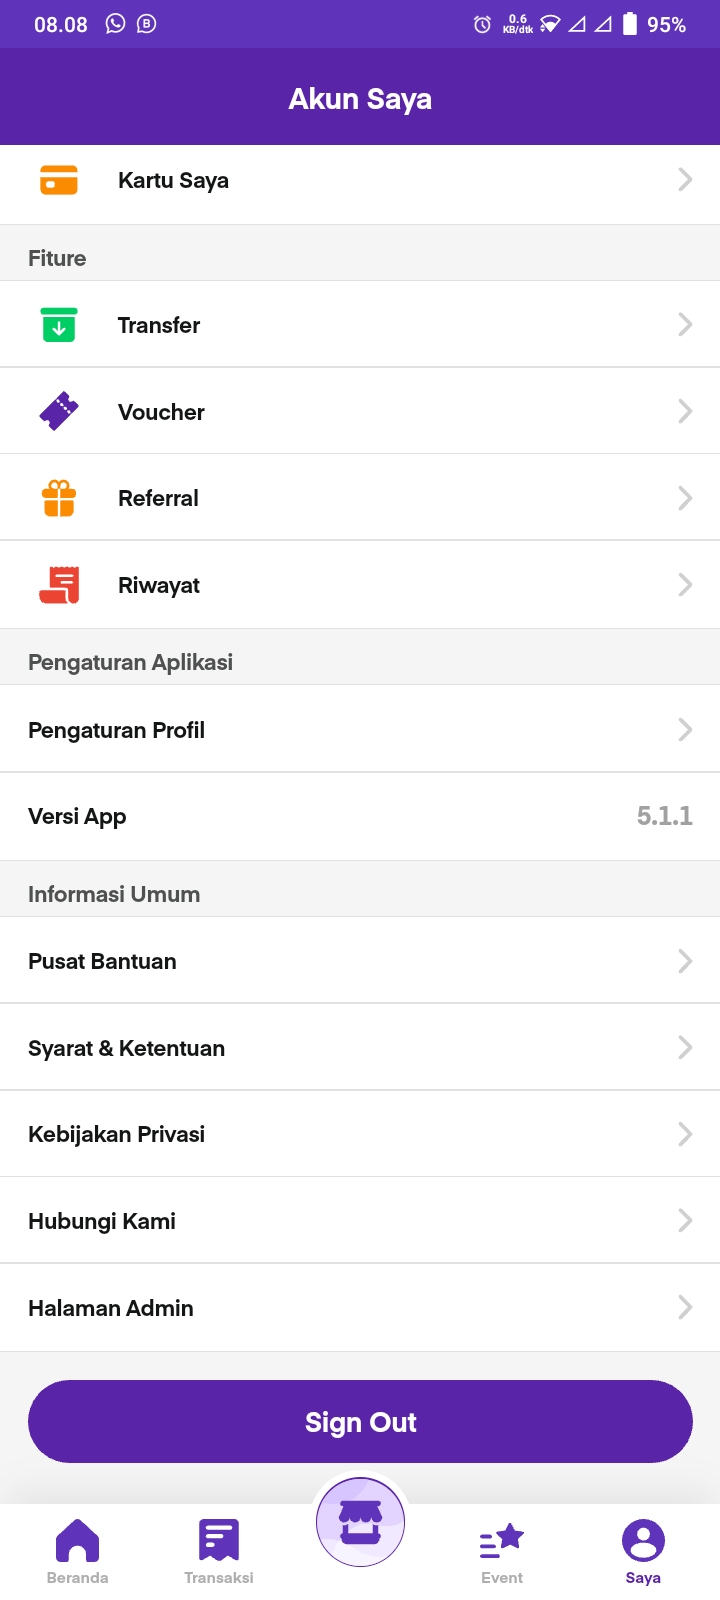 08.08
B
0.6
KB/dtk
95%
Akun Saya
Kartu Saya
Fiture
Transfer
Voucher
Referral
Riwayat
Pengaturan Aplikasi
Pengaturan Profil
Versi App 5.1.1
Informasi Umum
Pusat Bantuan
Syarat & Ketentuan
Kebijakan Privasi
Hubungi Kami
Halaman Admin
Sign Out
Beranda Transaksi Event Saya